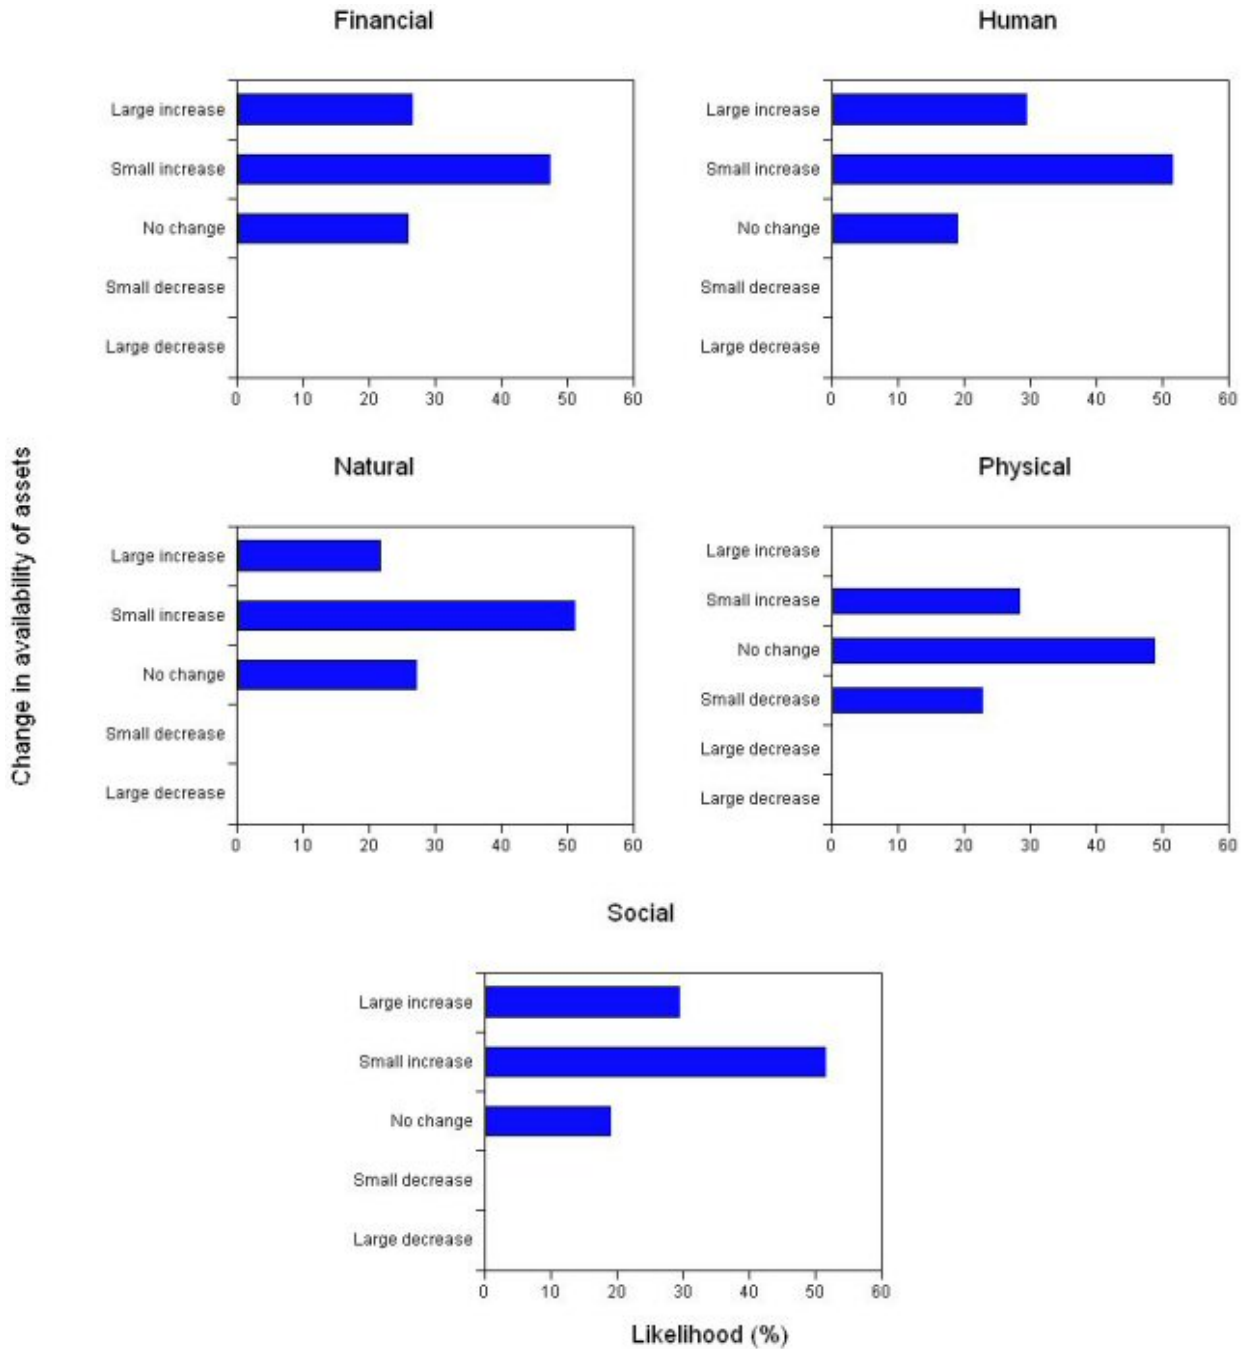 Financial
Human
Large increase
Small increase
No change
Small decrease
Large decrease
0 10 20 30 40 50 60
Large increase
Small increase
No change
Small decrease
Large decrease
0 10 20 30 40 50 60
Change in availability of assets
Natural
Physical
Large increase
Small increase
No change
Small decrease
Large decrease
0 10 20 30 40 50 60
Large increase
Small increase
No change
Small decrease
Large decrease
Large decrease
0 10 20 30 40 50 60
Social
Large increase
Small increase
No change
Small decrease
Large decrease
0 10 20 30 40 50 60
Likelihood (%)